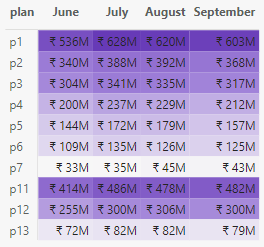 plan June July August September
p1 ₹ 536M ₹ 628M ₹ 620M ₹ 603M
p2 ₹ 340M ₹ 388M ₹ 392M ₹ 368M
p3 ₹ 304M ₹ 341M ₹ 335M ₹ 317M
p4 ₹ 200M ₹ 237M ₹ 229M ₹ 212M
p5 ₹ 144M ₹ 172M ₹ 179M ₹ 157M
p6 ₹ 109M ₹ 135M ₹ 126M ₹ 125M
p7 ₹ 33M ₹ 35M ₹ 45M ₹ 43M
p11 ₹ 414M ₹ 486M ₹ 478M ₹ 482M
p12 ₹ 255M ₹ 300M ₹ 306M ₹ 300M
p13 ₹ 72M ₹ 82M ₹ 82M ₹ 79M